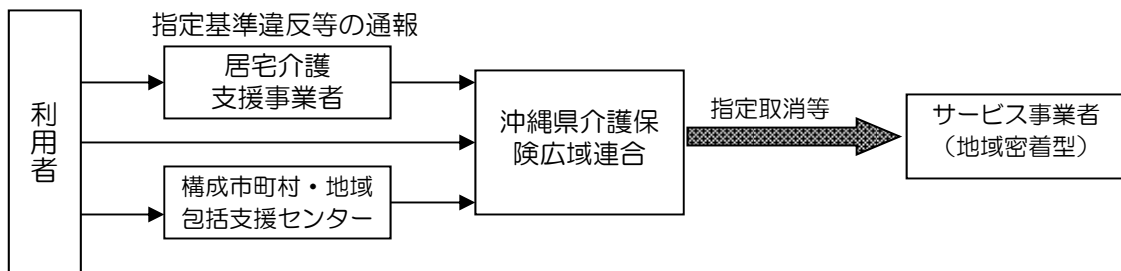 指定基準違反等の通報
利用者
居宅介護
支援事業者
構成市町村・地域
包括支援センター
沖縄県介護保
険広域連合
指定取消等
サービス事業者
（地域密着型）